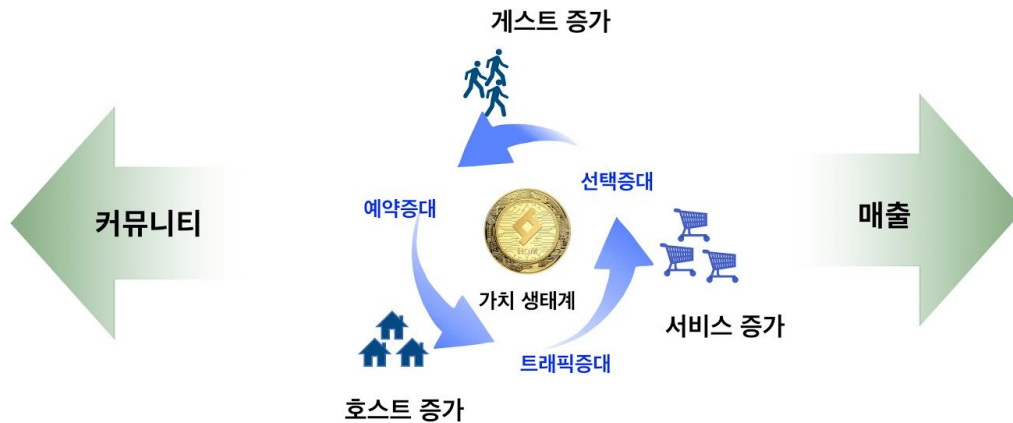 게스트 증가
선택증대
예약증대
커뮤니티
매출
가치 생태계
서비스 증가
트래픽증대
호스트 증가